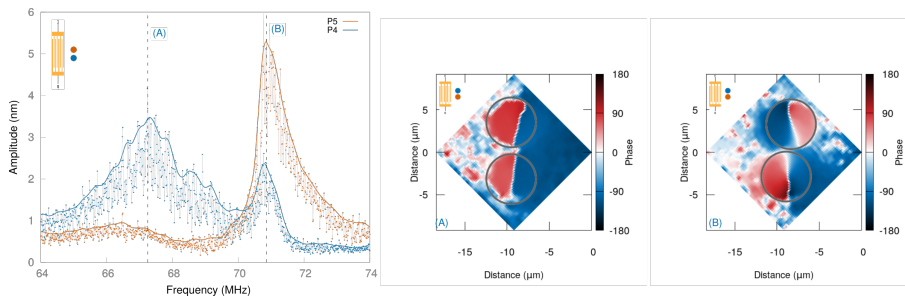 6
5
4
3
2
1
0
64
66
68
70
72
74
Amplitude (nm)
Frequency (MHz)
(A)
(B)
P5
P4
5
0
-5
Distance (µm)
-15
-10
-5
0
Distance (µm)
(A)
180
90
0
-90
-180
Phase
5
0
-5
Distance (µm)
-15
-10
-5
0
Distance (µm)
(B)
180
90
0
-90
-180
Phase